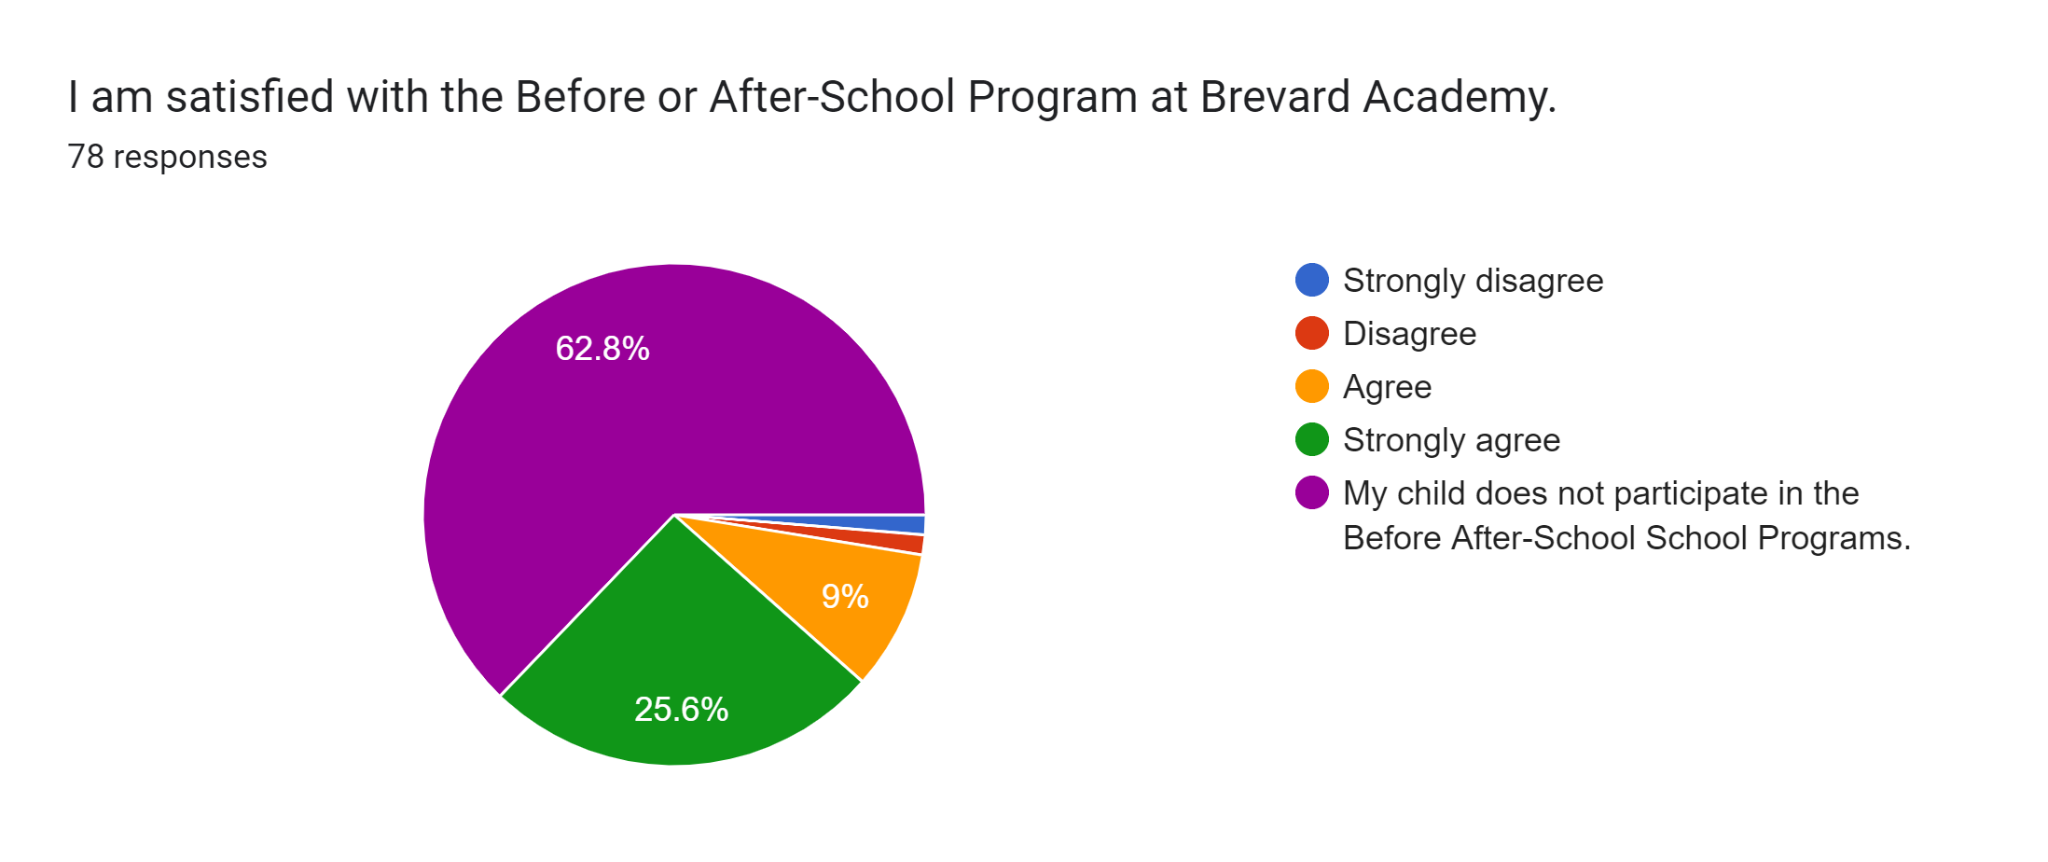 I am satisfied with the Before or After-School Program at Brevard Academy.
78 responses
62.8%
9%
25.6%
Strongly disagree
Disagree
Agree
Strongly agree
My child does not participate in the
Before After-School School Programs.